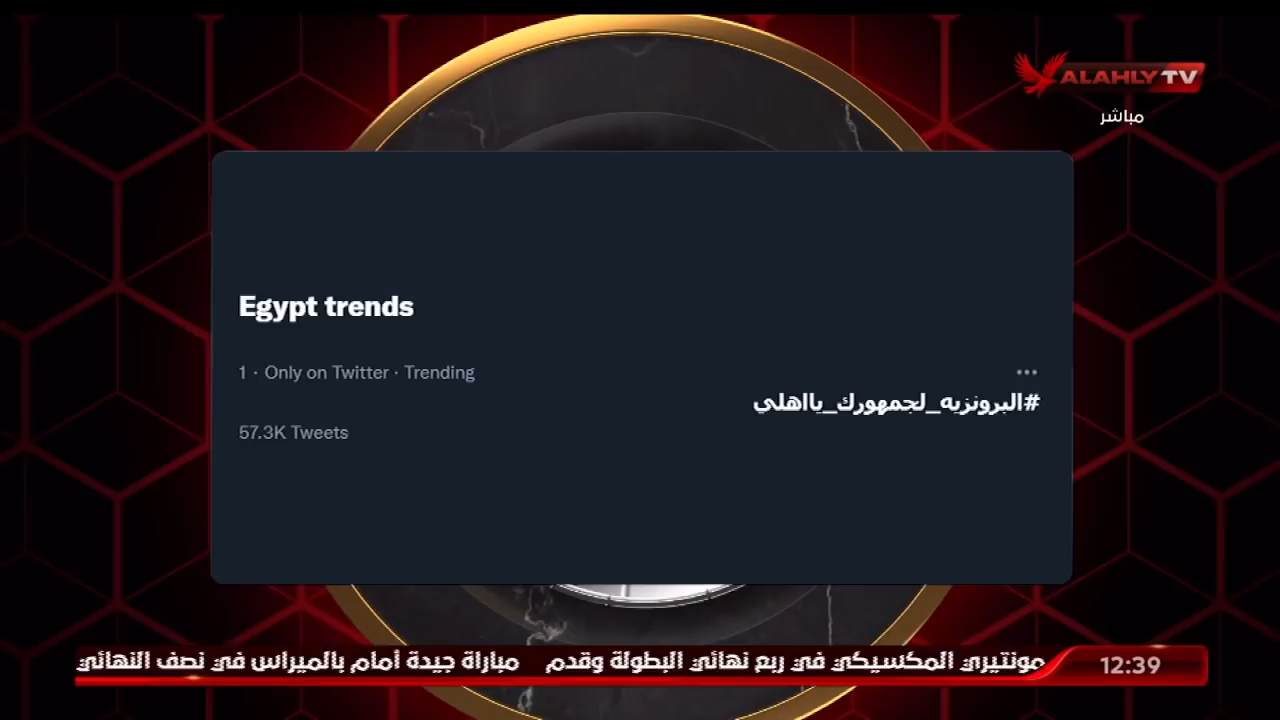 ALAHLY TV
مباشر
Egypt trends
1 · Only on Twitter · Trending
#البرونزيه_لجمهورك_يااهلي
57.3K Tweets
مونتيري المكسيكي في ربع نهائي البطولة وقدم مباراة جيدة أمام بالميراس في نصف النهائي
12:39